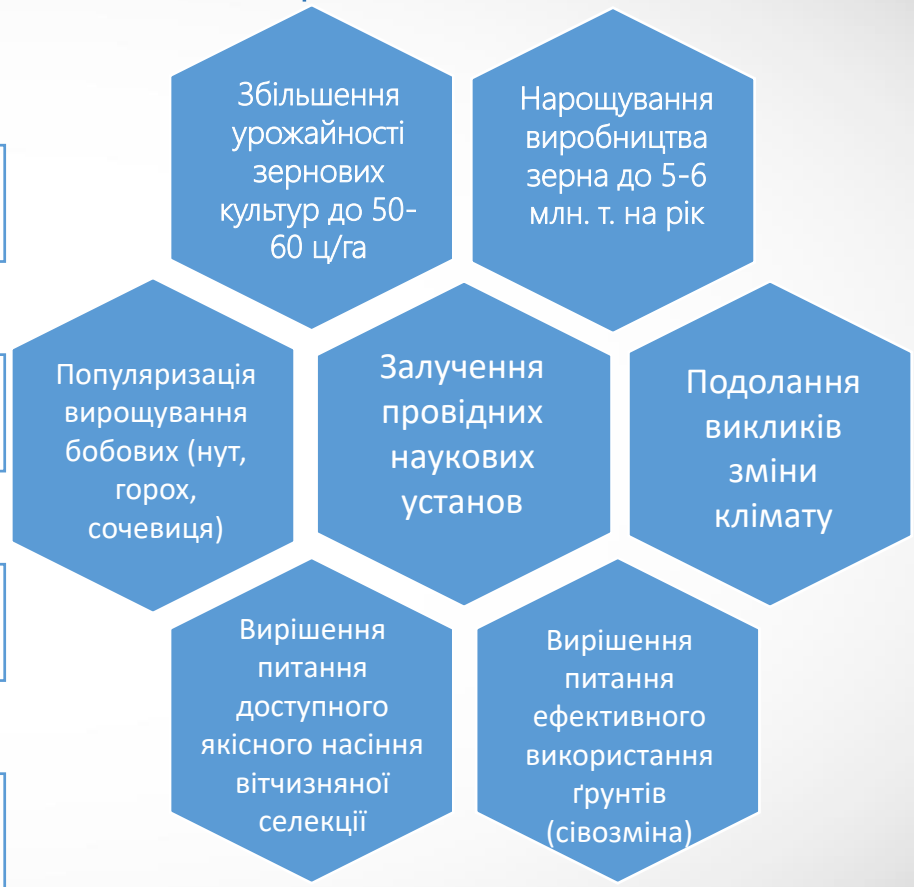 Збільшення
урожайності
зернових
культур до 50-
60 ц/га
Нарощування
виробництва
зерна до 5-6
млн. т. на рік
Популяризація
вирощування
бобових (нут,
горох,
сочевиця)
Залучення
провідних
наукових
установ
Подолання
викликів
зміни
клімату
Вирішення
питання
доступного
якісного насіння
вітчизняної
селекції
Вирішення
питання
ефективного
використання
ґрунтів
(сівозміна)